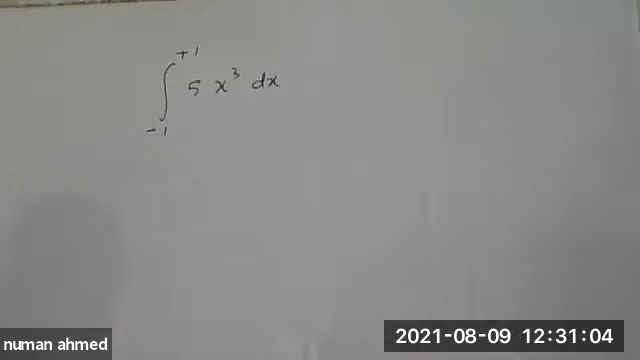 ∫₋₁⁺¹ 5 x³ dx
numan ahmed
2021-08-09 12:31:04